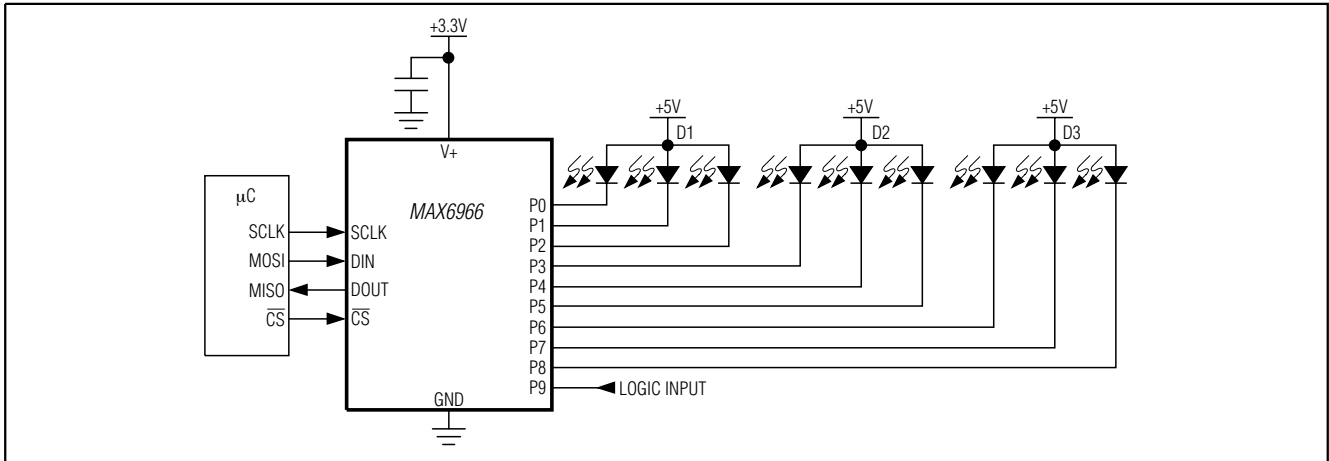 +3.3V
+5V
+5V
+5V
D1
D2
D3
V+
µC
MAX6966
P0
P1
SCLK
SCLK
P2
MOSI
DIN
P3
MISO
DOUT
P4
P5
CS
CS
P6
P7
P8
P9
LOGIC INPUT
GND